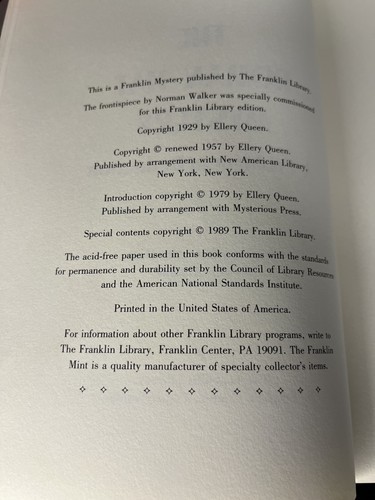 This is a Franklin Mystery published by The Franklin Library.
The frontispiece by Norman Walker was specially commissioned
for this Franklin Library edition.
Copyright 1929 by Ellery Queen.
Copyright © renewed 1957 by Ellery Queen.
Published by arrangement with New American Library,
New York, New York.
Introduction copyright © 1979 by Ellery Queen.
Published by arrangement with Mysterious Press.
Special contents copyright © 1989 The Franklin Library.
The acid-free paper used in this book conforms with the standards
for permanence and durability set by the Council of Library Resources
and the American National Standards Institute.
Printed in the United States of America.
For information about other Franklin Library programs, write to
The Franklin Library, Franklin Center, PA 19091. The Franklin
Mint is a quality manufacturer of specialty collector's items.